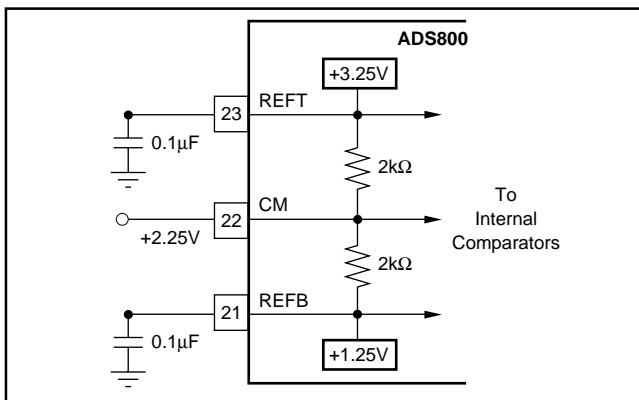 ADS800
+3.25V
REFT
23
0.1µF
2kΩ
CM
22
+2.25V
To
Internal
Comparators
2kΩ
REFB
21
0.1µF
+1.25V